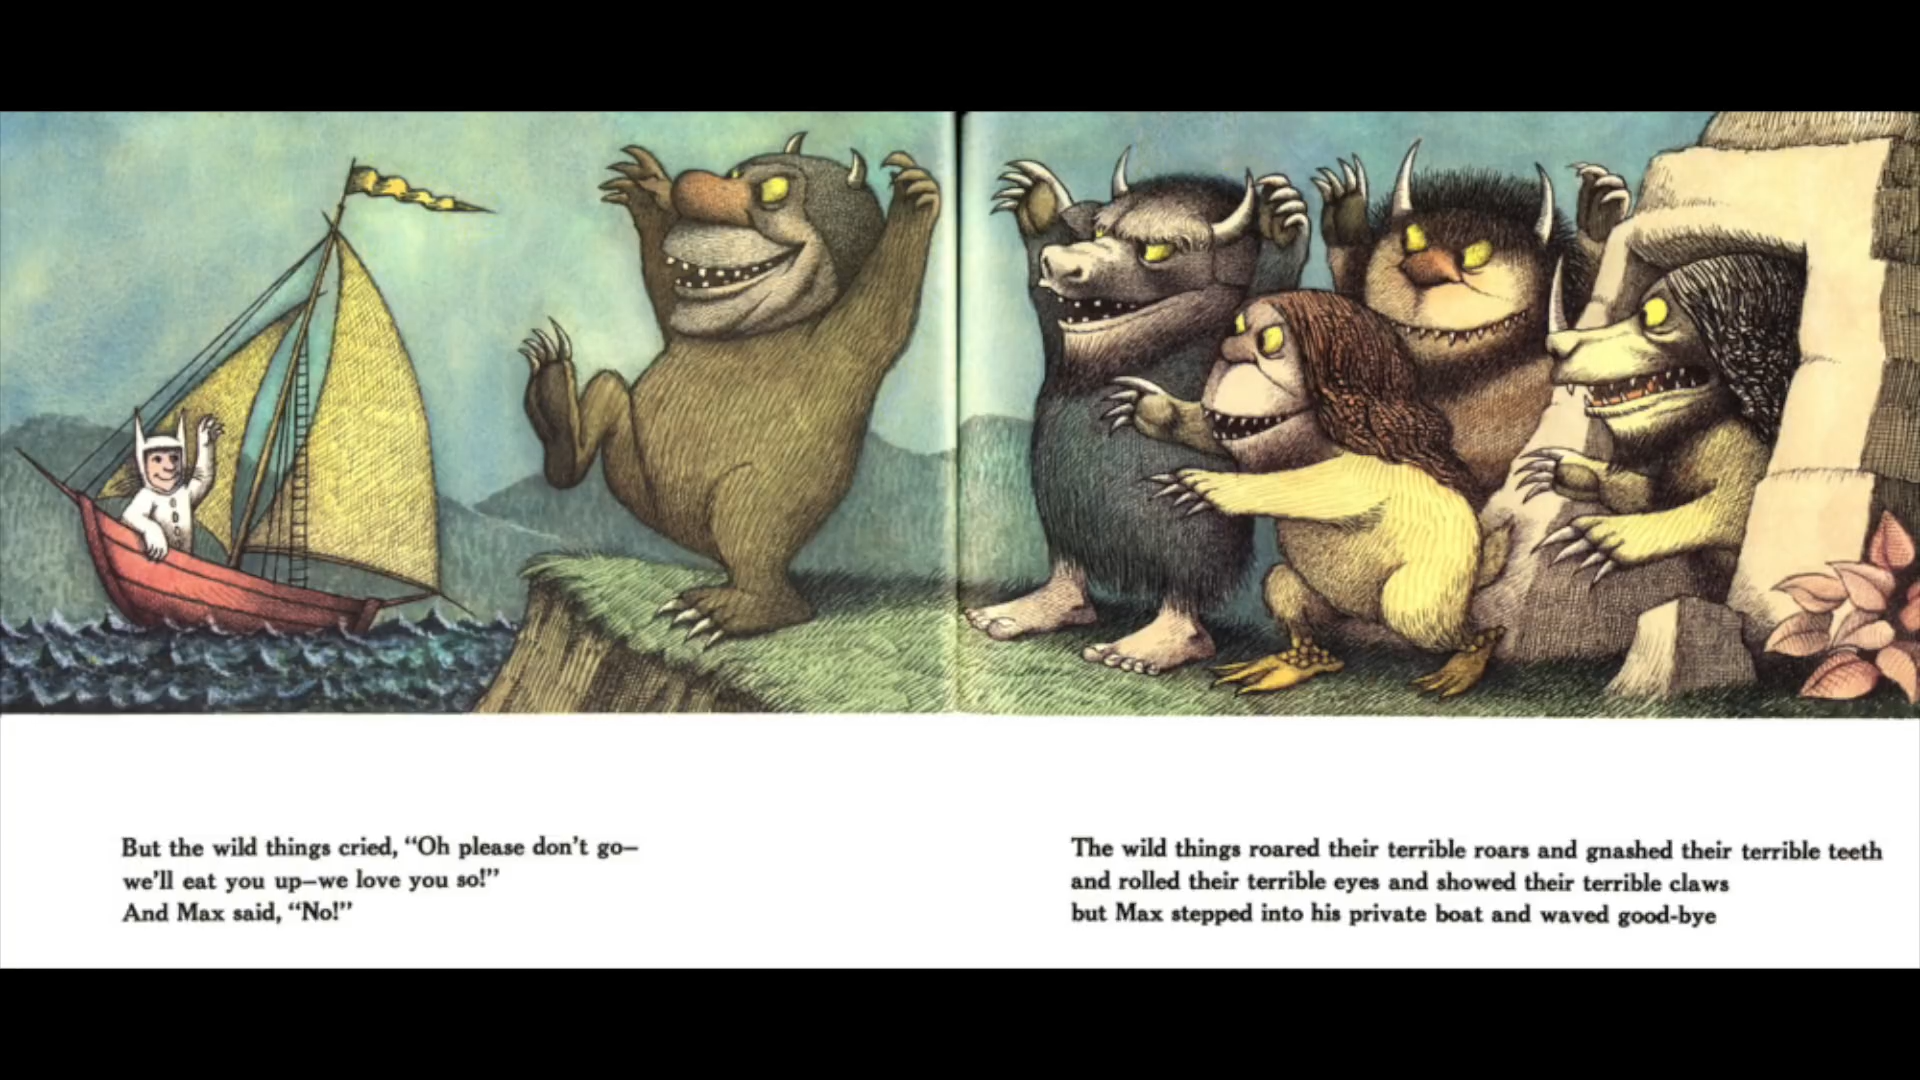 But the wild things cried, “Oh please don’t go—
we’ll eat you up—we love you so!”
And Max said, “No!”
The wild things roared their terrible roars and gnashed their terrible teeth
and rolled their terrible eyes and showed their terrible claws
but Max stepped into his private boat and waved good-bye